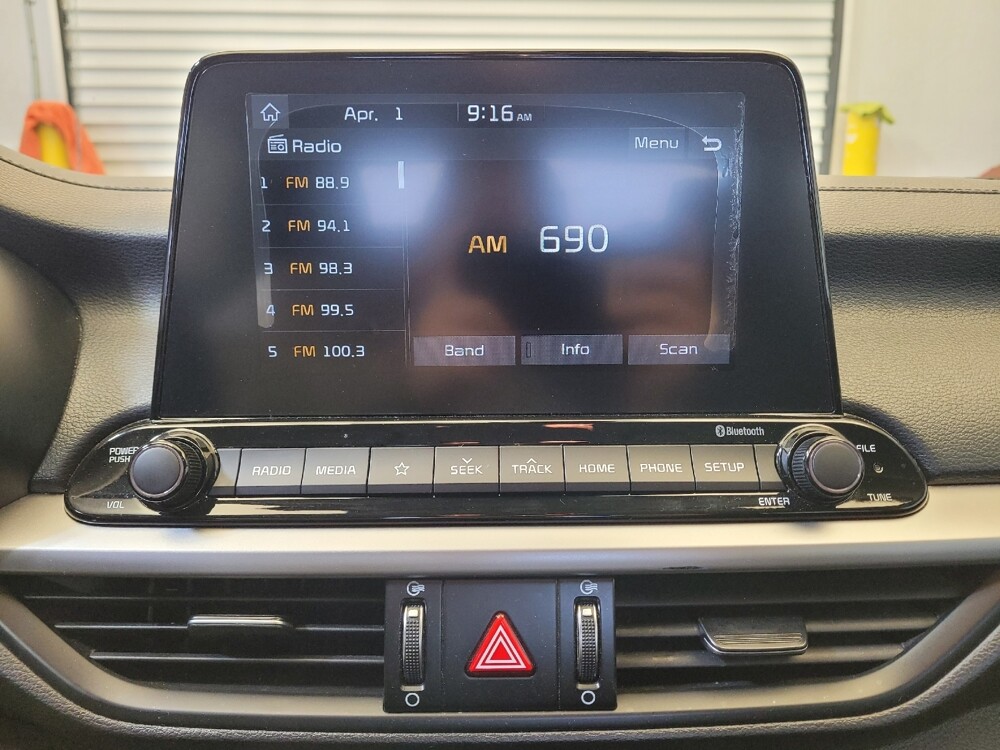 Apr. 1 9:16 AM
Radio Menu
1 FM 88.9
2 FM 94.1
3 FM 98.3
4 FM 99.5
5 FM 100.3
AM 690
Band Info Scan
Bluetooth
POWER
PUSH
VOL
RADIO MEDIA SEEK TRACK HOME PHONE SETUP
FILE
ENTER
TUNE